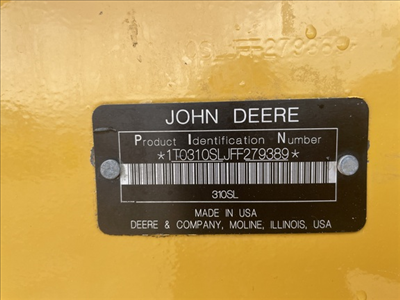 JOHN DEERE
Product Identification Number
*1T0310SLJFF279389*
310SL
MADE IN USA
DEERE & COMPANY, MOLINE, ILLINOIS, USA